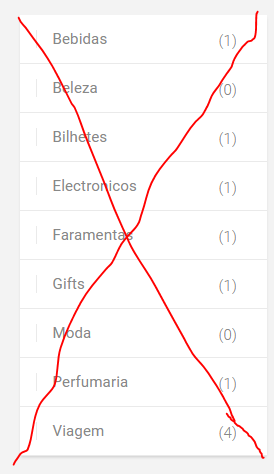 Bebidas (1)
Beleza (0)
Bilhetes (1)
Electronicos (1)
Faramentas (1)
Gifts (1)
Moda (0)
Perfumaria (1)
Viagem (4)